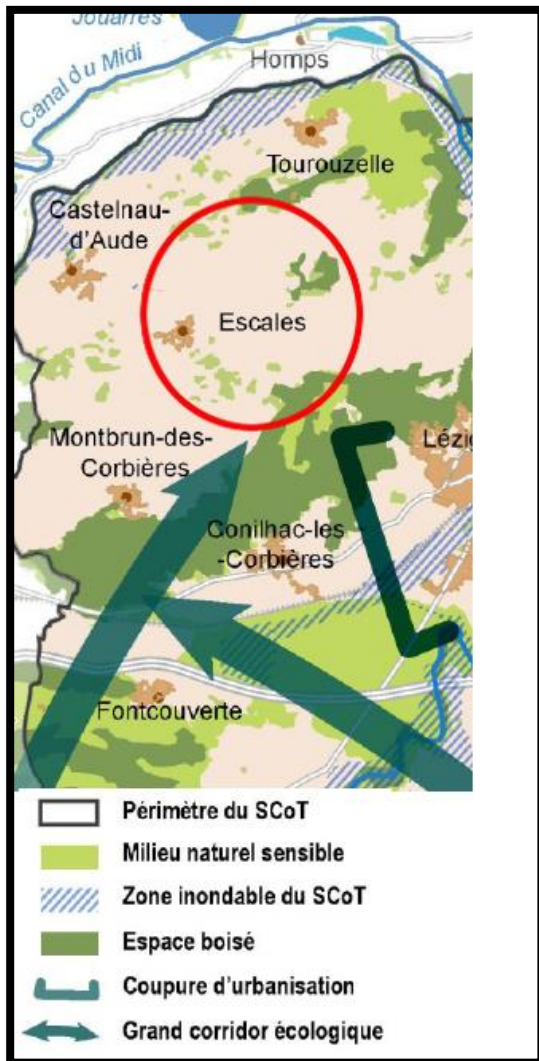 Jouarres
Canal du Midi
Homps
Tourouzelle
Castelnau-
d'Aude
Escales
Montbrun-des-
Corbières
Lézig
Conilhac-les
-Corbières
Fontcouverte
Périmètre du SCoT
Milieu naturel sensible
Zone inondable du SCoT
Espace boisé
Coupure d'urbanisation
Grand corridor écologique